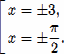 x = ±3,
x = ±π/2.